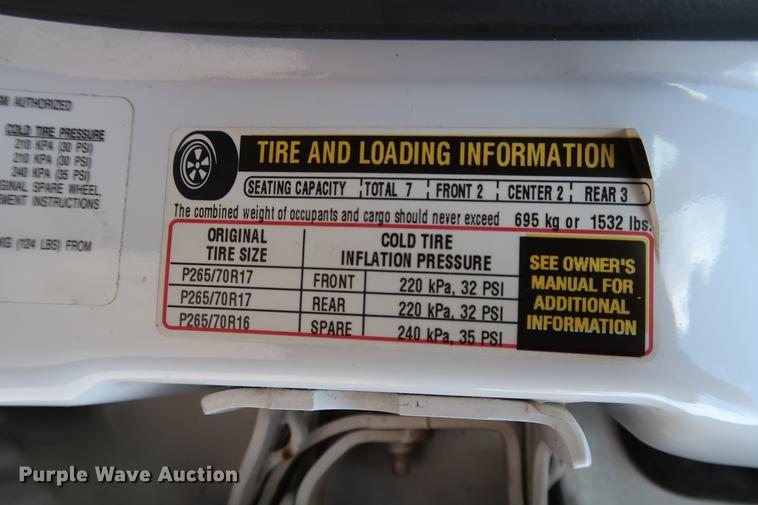 GM AUTHORIZED
COLD TIRE PRESSURE
210 KPA (30 PSI)
210 KPA (30 PSI)
240 KPA (35 PSI)
SPARE WHEEL,
INSTRUCTIONS
(124 LBS) FROM
TIRE AND LOADING INFORMATION
SEATING CAPACITY TOTAL 7 FRONT 2 CENTER 2 REAR 3
The combined weight of occupants and cargo should never exceed 695 kg or 1532 lbs.
ORIGINAL TIRE SIZE COLD TIRE INFLATION PRESSURE
P265/70R17 FRONT 220 kPa, 32 PSI
P265/70R17 REAR 220 kPa, 32 PSI
P265/70R16 SPARE 240 kPa, 35 PSI
SEE OWNER'S
MANUAL FOR
ADDITIONAL
INFORMATION
Purple Wave Auction